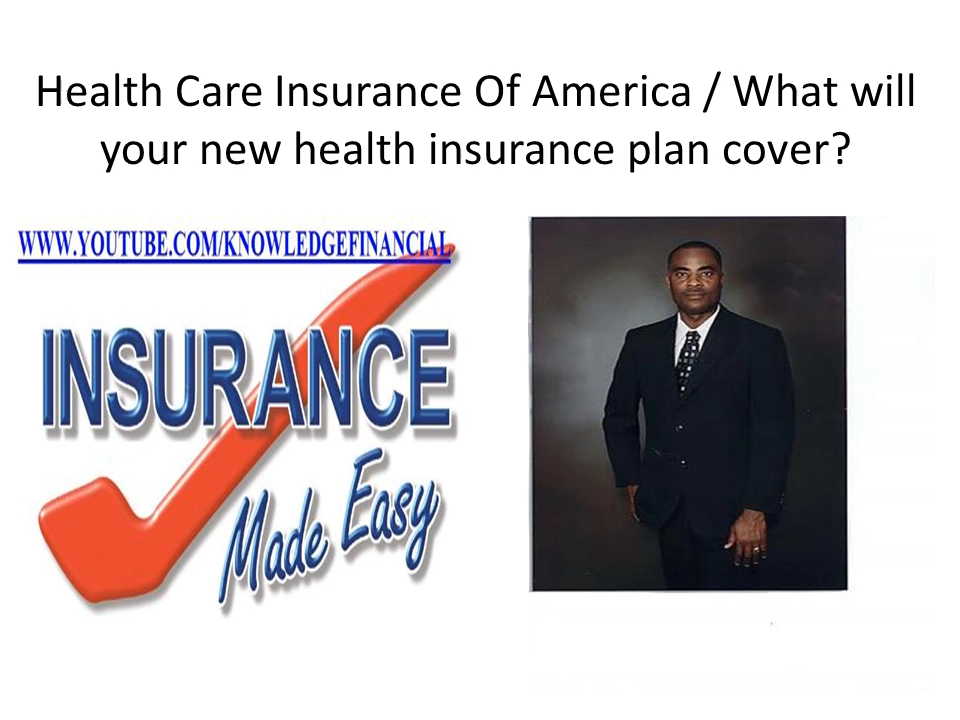 Health Care Insurance Of America / What will
your new health insurance plan cover?
WWW.YOUTUBE.COM/KNOWLEDGEFINANCIAL
INSURANCE
Made Easy